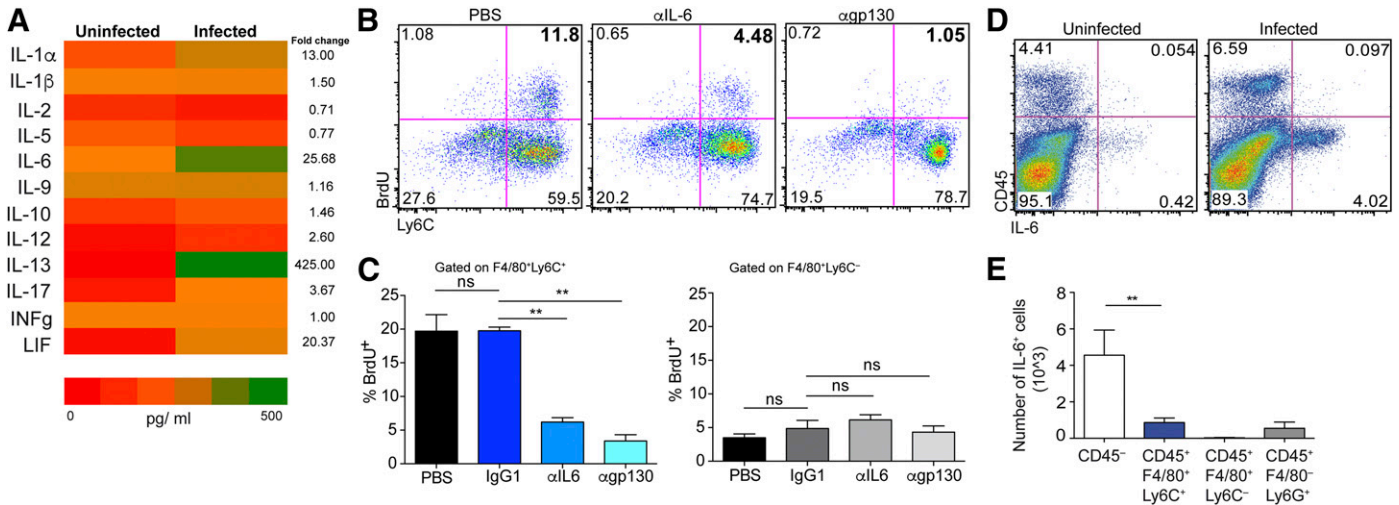 A
Uninfected Infected Fold change
IL-1α 13.00
IL-1β 1.50
IL-2 0.71
IL-5 0.77
IL-6 25.68
IL-9 1.16
IL-10 1.46
IL-12 2.60
IL-13 425.00
IL-17 3.67
INFg 1.00
LIF 20.37
0 pg/ ml 500
B
PBS αIL-6 αgp130
1.08 11.8 0.65 4.48 0.72 1.05
BrdU
27.6 59.5 20.2 74.7 19.5 78.7
Ly6C
C
Gated on F4/80⁺Ly6C⁺
ns
**
**
% BrdU⁺
25
20
15
10
5
0
PBS IgG1 αIL6 αgp130
Gated on F4/80⁺Ly6C⁻
ns
ns
ns
% BrdU⁺
25
20
15
10
5
0
PBS IgG1 αIL6 αgp130
D
Uninfected Infected
4.41 0.054 6.59 0.097
CD45
95.1 0.42 89.3 4.02
IL-6
E
**
Number of IL-6⁺ cells
(10^3)
8
6
4
2
0
CD45⁻ CD45⁺ CD45⁺ CD45⁺
F4/80⁺ F4/80⁺ F4/80⁻
Ly6C⁺ Ly6C⁻ Ly6G⁺